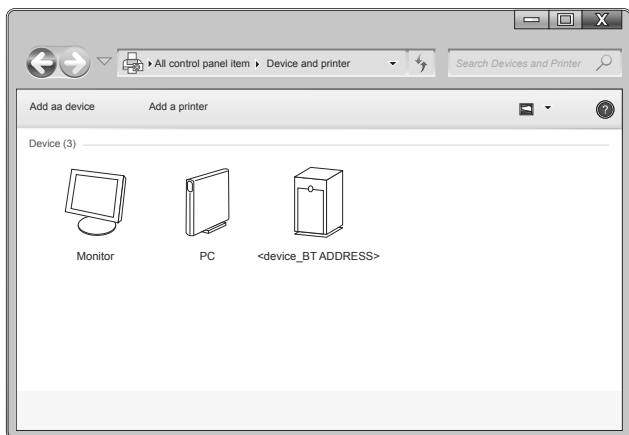 X
All control panel item Device and printer Search Devices and Printer
Add aa device Add a printer ?
Device (3)
Monitor PC <device_BT ADDRESS>